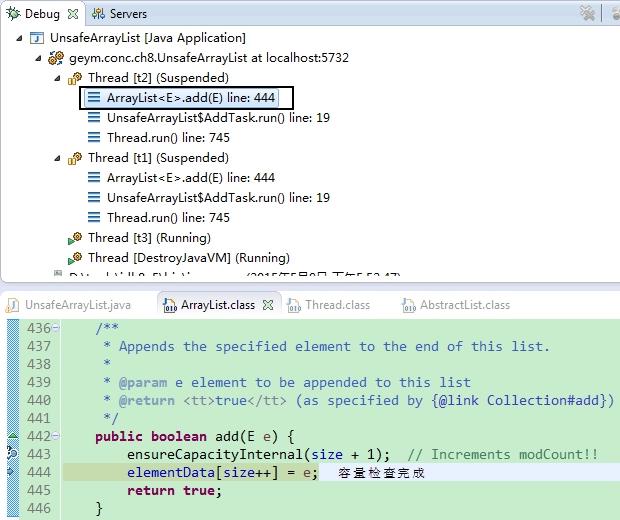 Debug Servers
UnsafeArrayList [Java Application]
geym.conc.ch8.UnsafeArrayList at localhost:5732
Thread [t2] (Suspended)
ArrayList<E>.add(E) line: 444
UnsafeArrayList$AddTask.run() line: 19
Thread.run() line: 745
Thread [t1] (Suspended)
ArrayList<E>.add(E) line: 444
UnsafeArrayList$AddTask.run() line: 19
Thread.run() line: 745
Thread [t3] (Running)
Thread [DestroyJavaVM] (Running)
UnsafeArrayList.java ArrayList.class Thread.class AbstractList.class
436 /**
437 * Appends the specified element to the end of this list.
438 *
439 * @param e element to be appended to this list
440 * @return <tt>true</tt> (as specified by {@link Collection#add})
441 */
442 public boolean add(E e) {
443 ensureCapacityInternal(size + 1); // Increments modCount!!
444 elementData[size++] = e; 容量检查完成
445 return true;
446 }